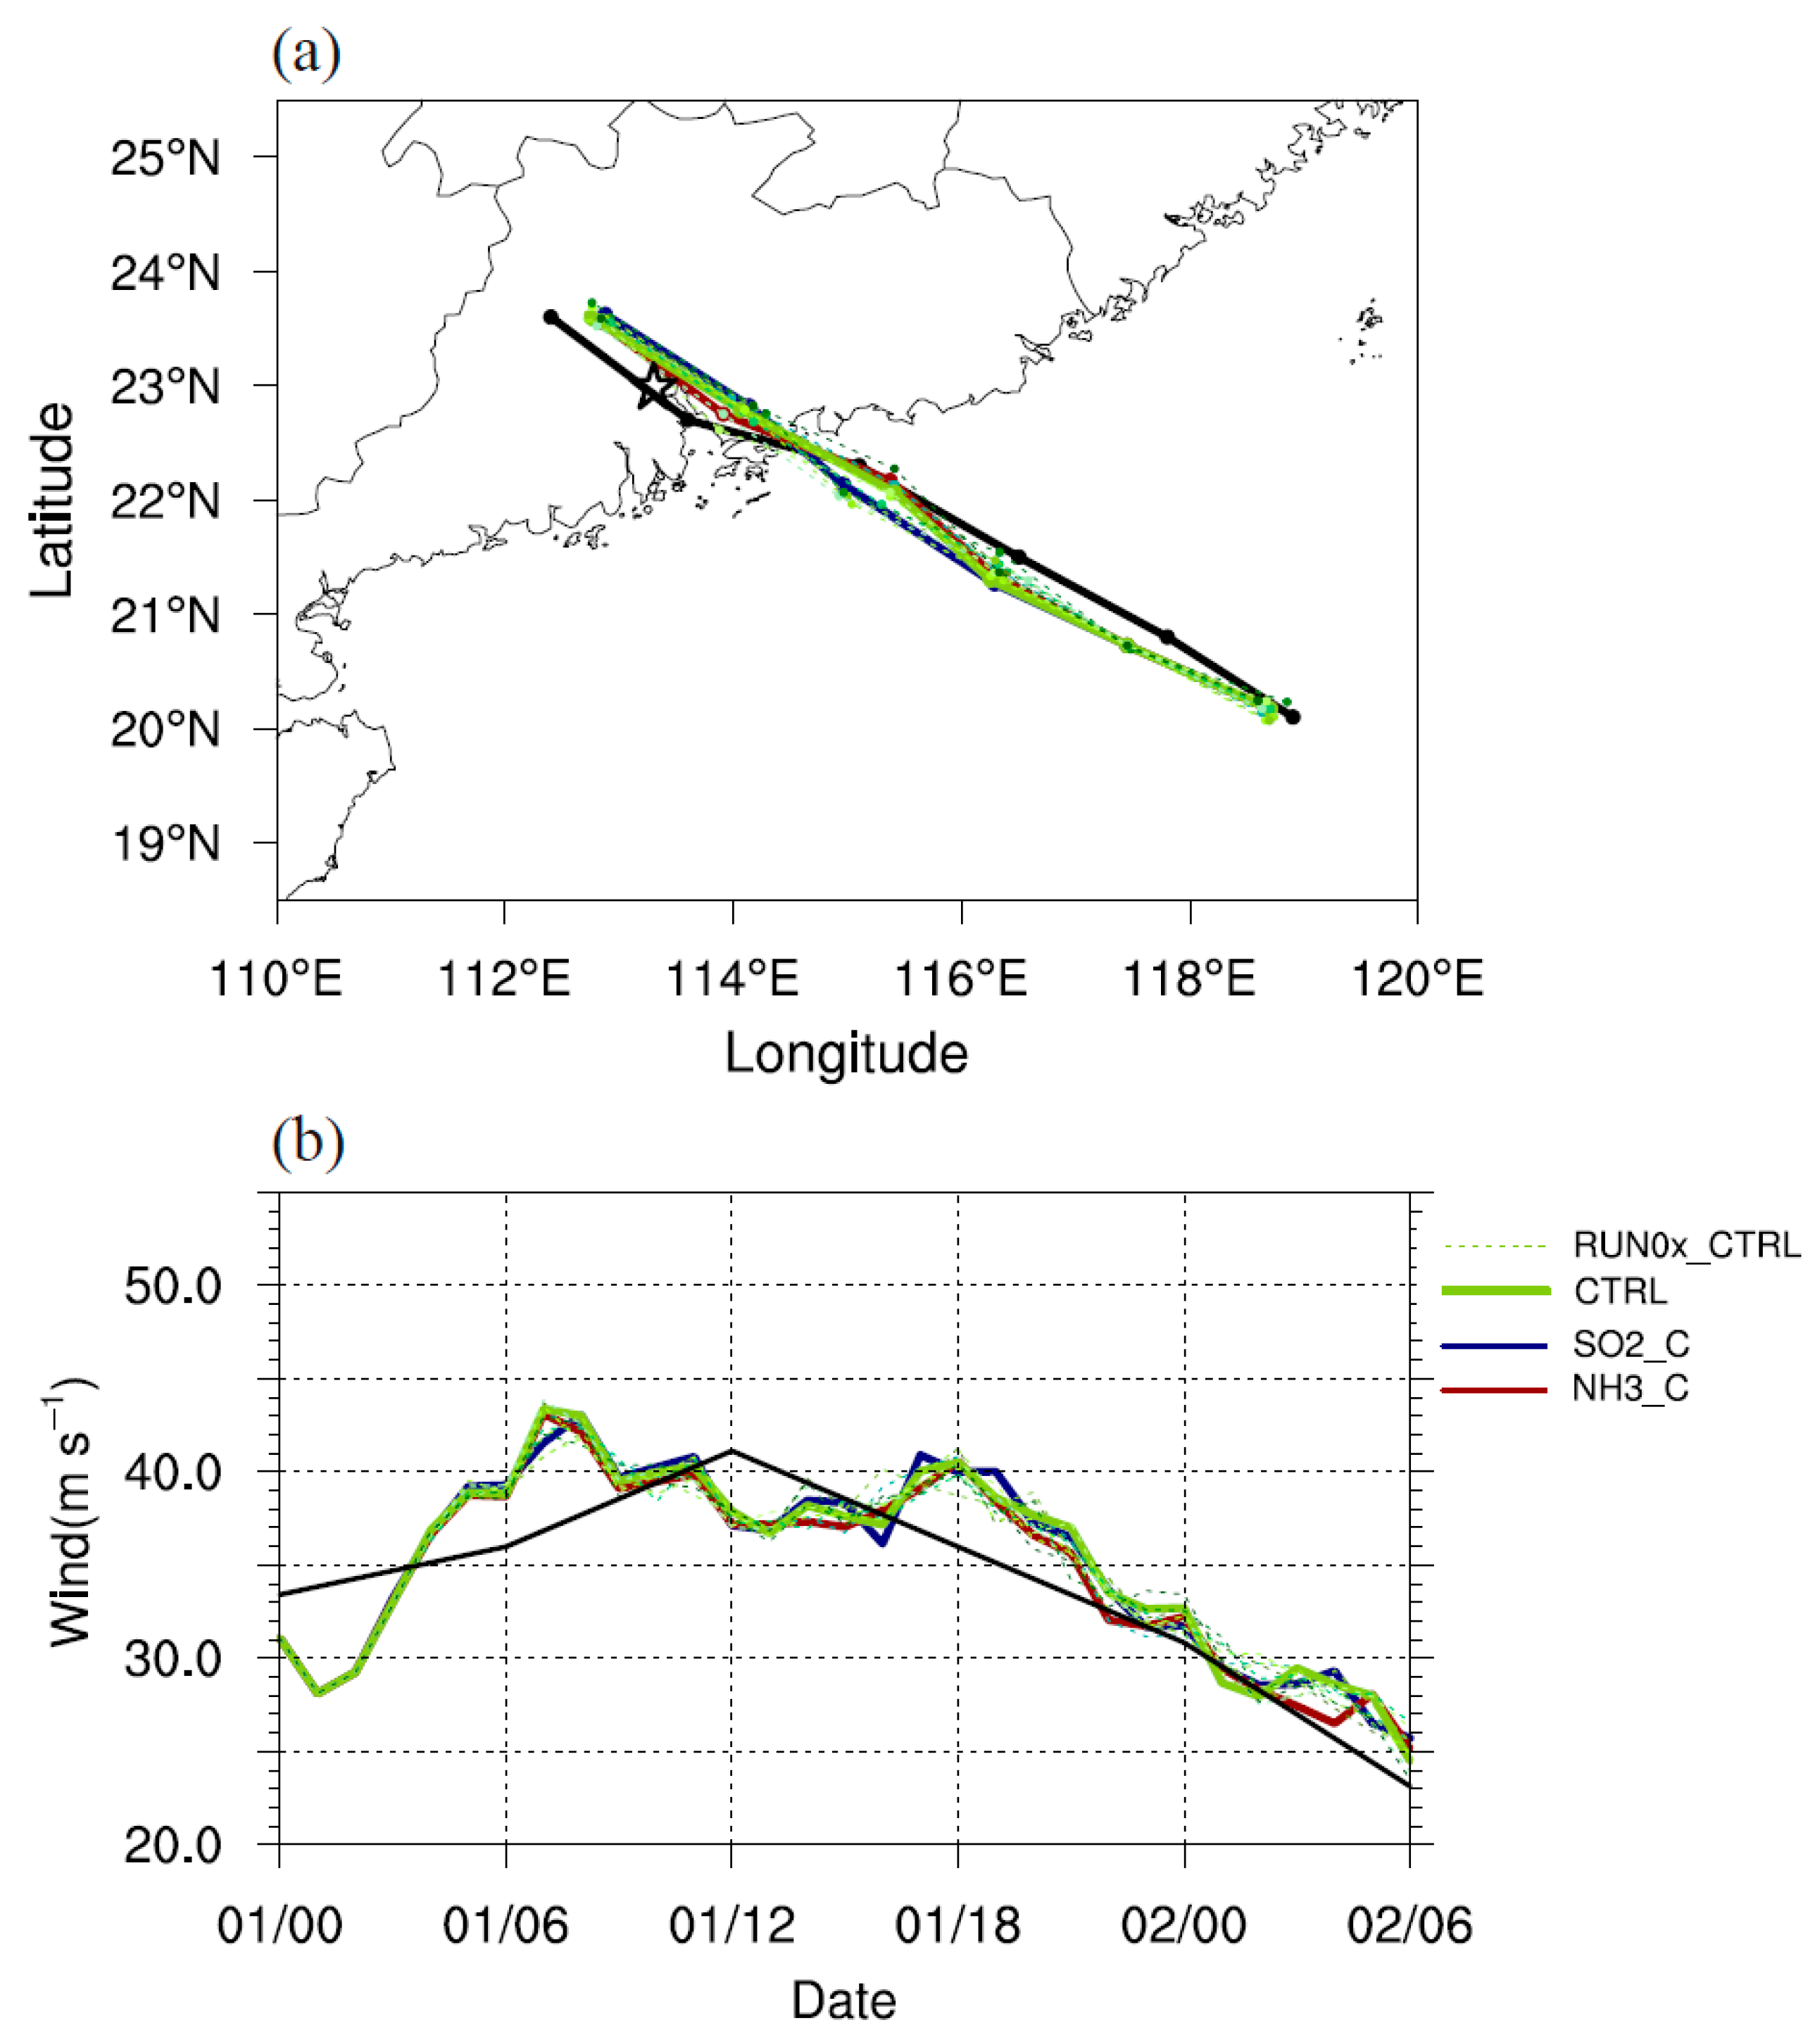 (a)
25°N
24°N
23°N
22°N
21°N
20°N
19°N
Latitude
110°E 112°E 114°E 116°E 118°E 120°E
Longitude
(b)
50.0
40.0
30.0
20.0
Wind(m s⁻¹)
RUN0x_CTRL
CTRL
SO2_C
NH3_C
01/00 01/06 01/12 01/18 02/00 02/06
Date